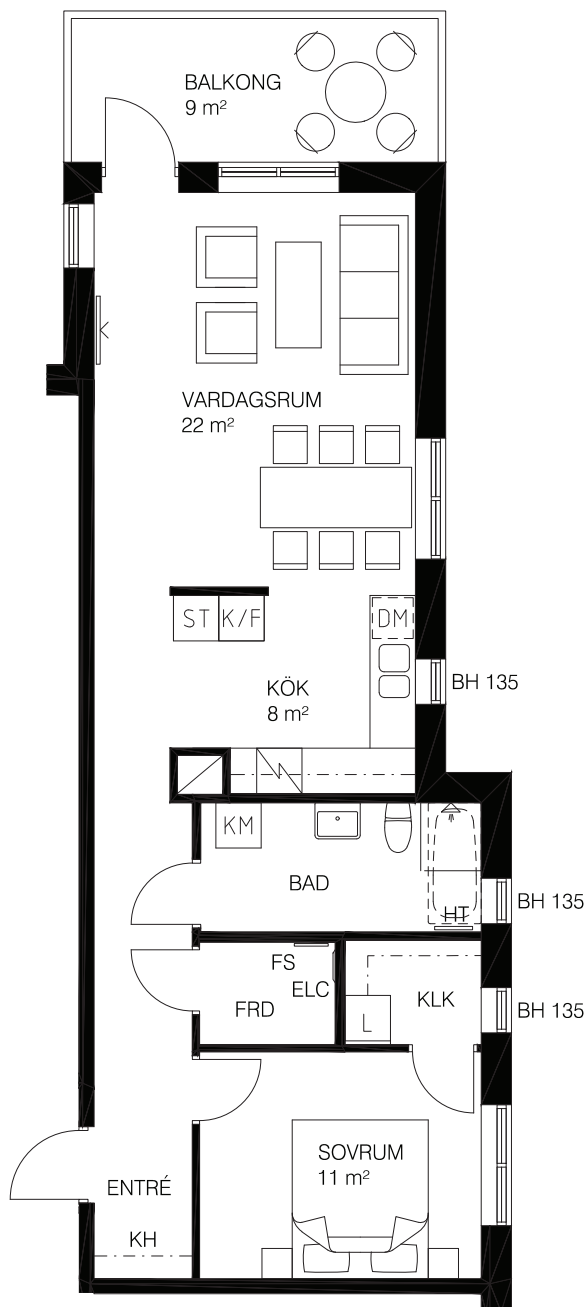 BALKONG
9 m²
VARDAGSRUM
22 m²
ST K/F
DM
KÖK
8 m²
BH 135
KM
BAD
HT
BH 135
FS
ELC
FRD
KLK
L
BH 135
SOVRUM
11 m²
ENTRÉ
KH